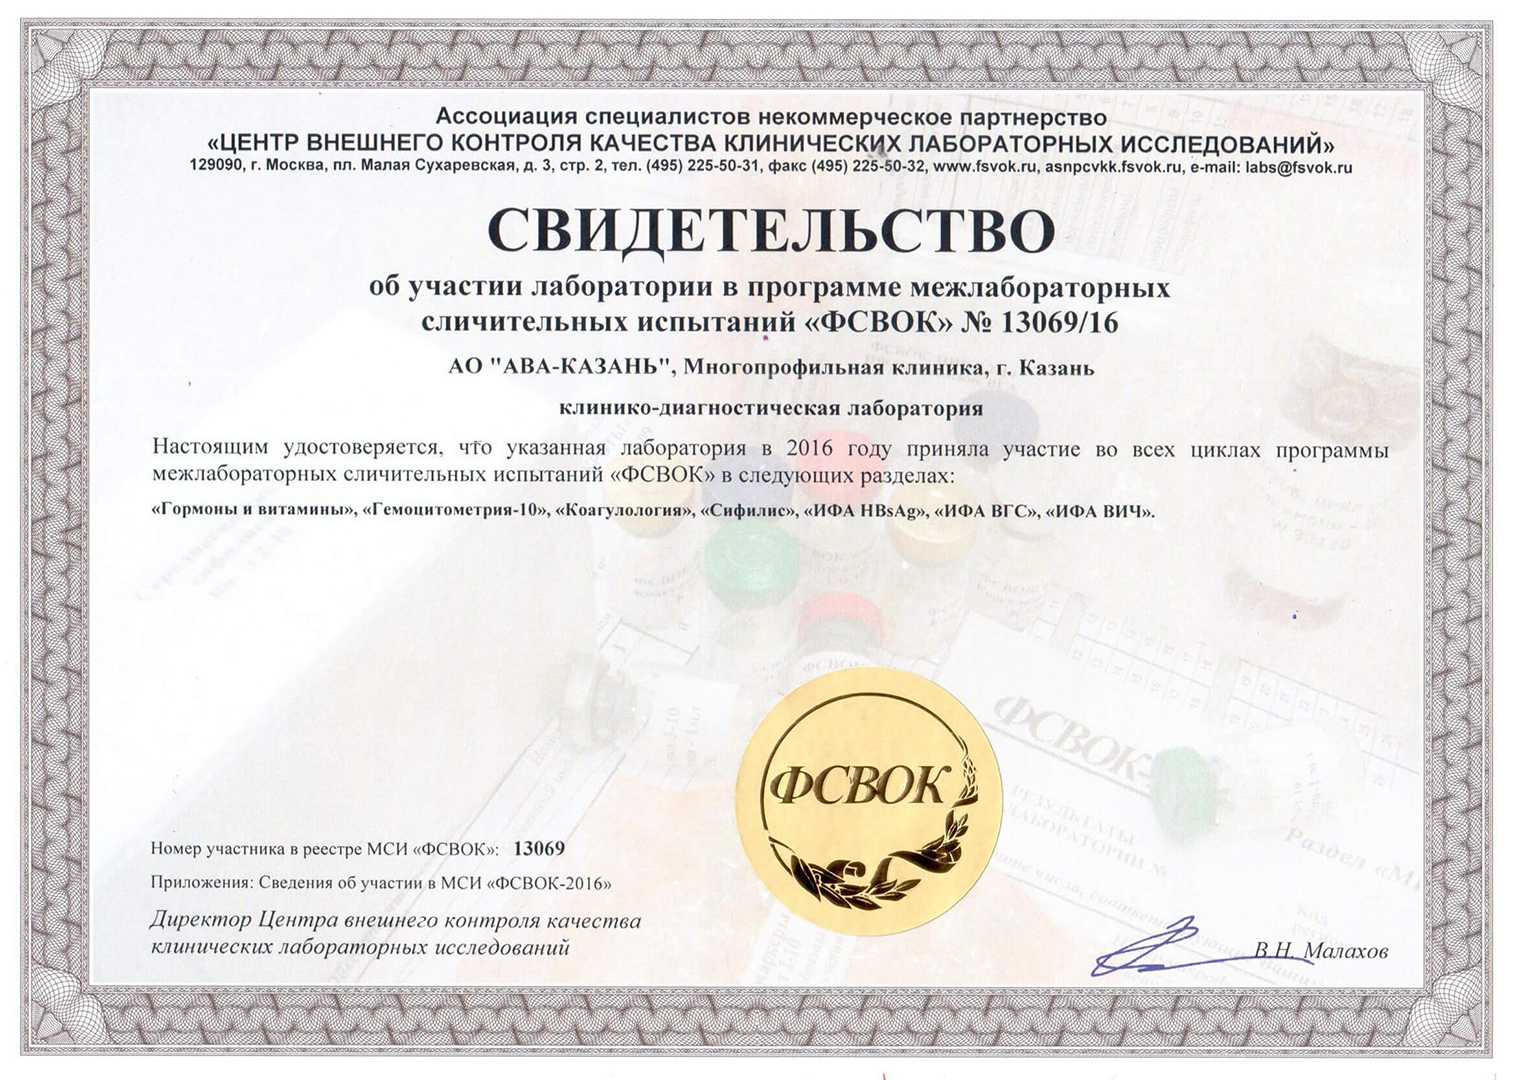 Ассоциация специалистов некоммерческое партнерство
«ЦЕНТР ВНЕШНЕГО КОНТРОЛЯ КАЧЕСТВА КЛИНИЧЕСКИХ ЛАБОРАТОРНЫХ ИССЛЕДОВАНИЙ»
129090, г. Москва, пл. Малая Сухаревская, д. 3, стр. 2, тел. (495) 225-50-31, факс (495) 225-50-32, www.fsvok.ru, asnpcvkk.fsvok.ru, e-mail: labs@fsvok.ru
СВИДЕТЕЛЬСТВО
об участии лаборатории в программе межлабораторных
сличительных испытаний «ФСВОК» № 13069/16
АО "АВА-КАЗАНЬ", Многопрофильная клиника, г. Казань
клинико-диагностическая лаборатория
Настоящим удостоверяется, что указанная лаборатория в 2016 году приняла участие во всех циклах программы
межлабораторных сличительных испытаний «ФСВОК» в следующих разделах:
«Гормоны и витамины», «Гемоцитометрия-10», «Коагулология», «Сифилис», «ИФА HBsAg», «ИФА ВГС», «ИФА ВИЧ».
ФСВОК-
РЕЗУЛЬТАТЫ
ЛАБОРАТОРИИ №
Раздел
ФСВОК
Номер участника в реестре МСИ «ФСВОК»: 13069
Приложения: Сведения об участии в МСИ «ФСВОК-2016»
Директор Центра внешнего контроля качества
клинических лабораторных исследований
В.Н. Малахов